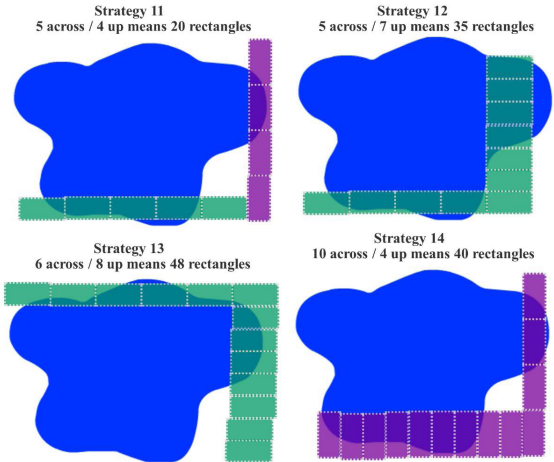 Strategy 11
5 across / 4 up means 20 rectangles
Strategy 12
5 across / 7 up means 35 rectangles
Strategy 13
6 across / 8 up means 48 rectangles
Strategy 14
10 across / 4 up means 40 rectangles